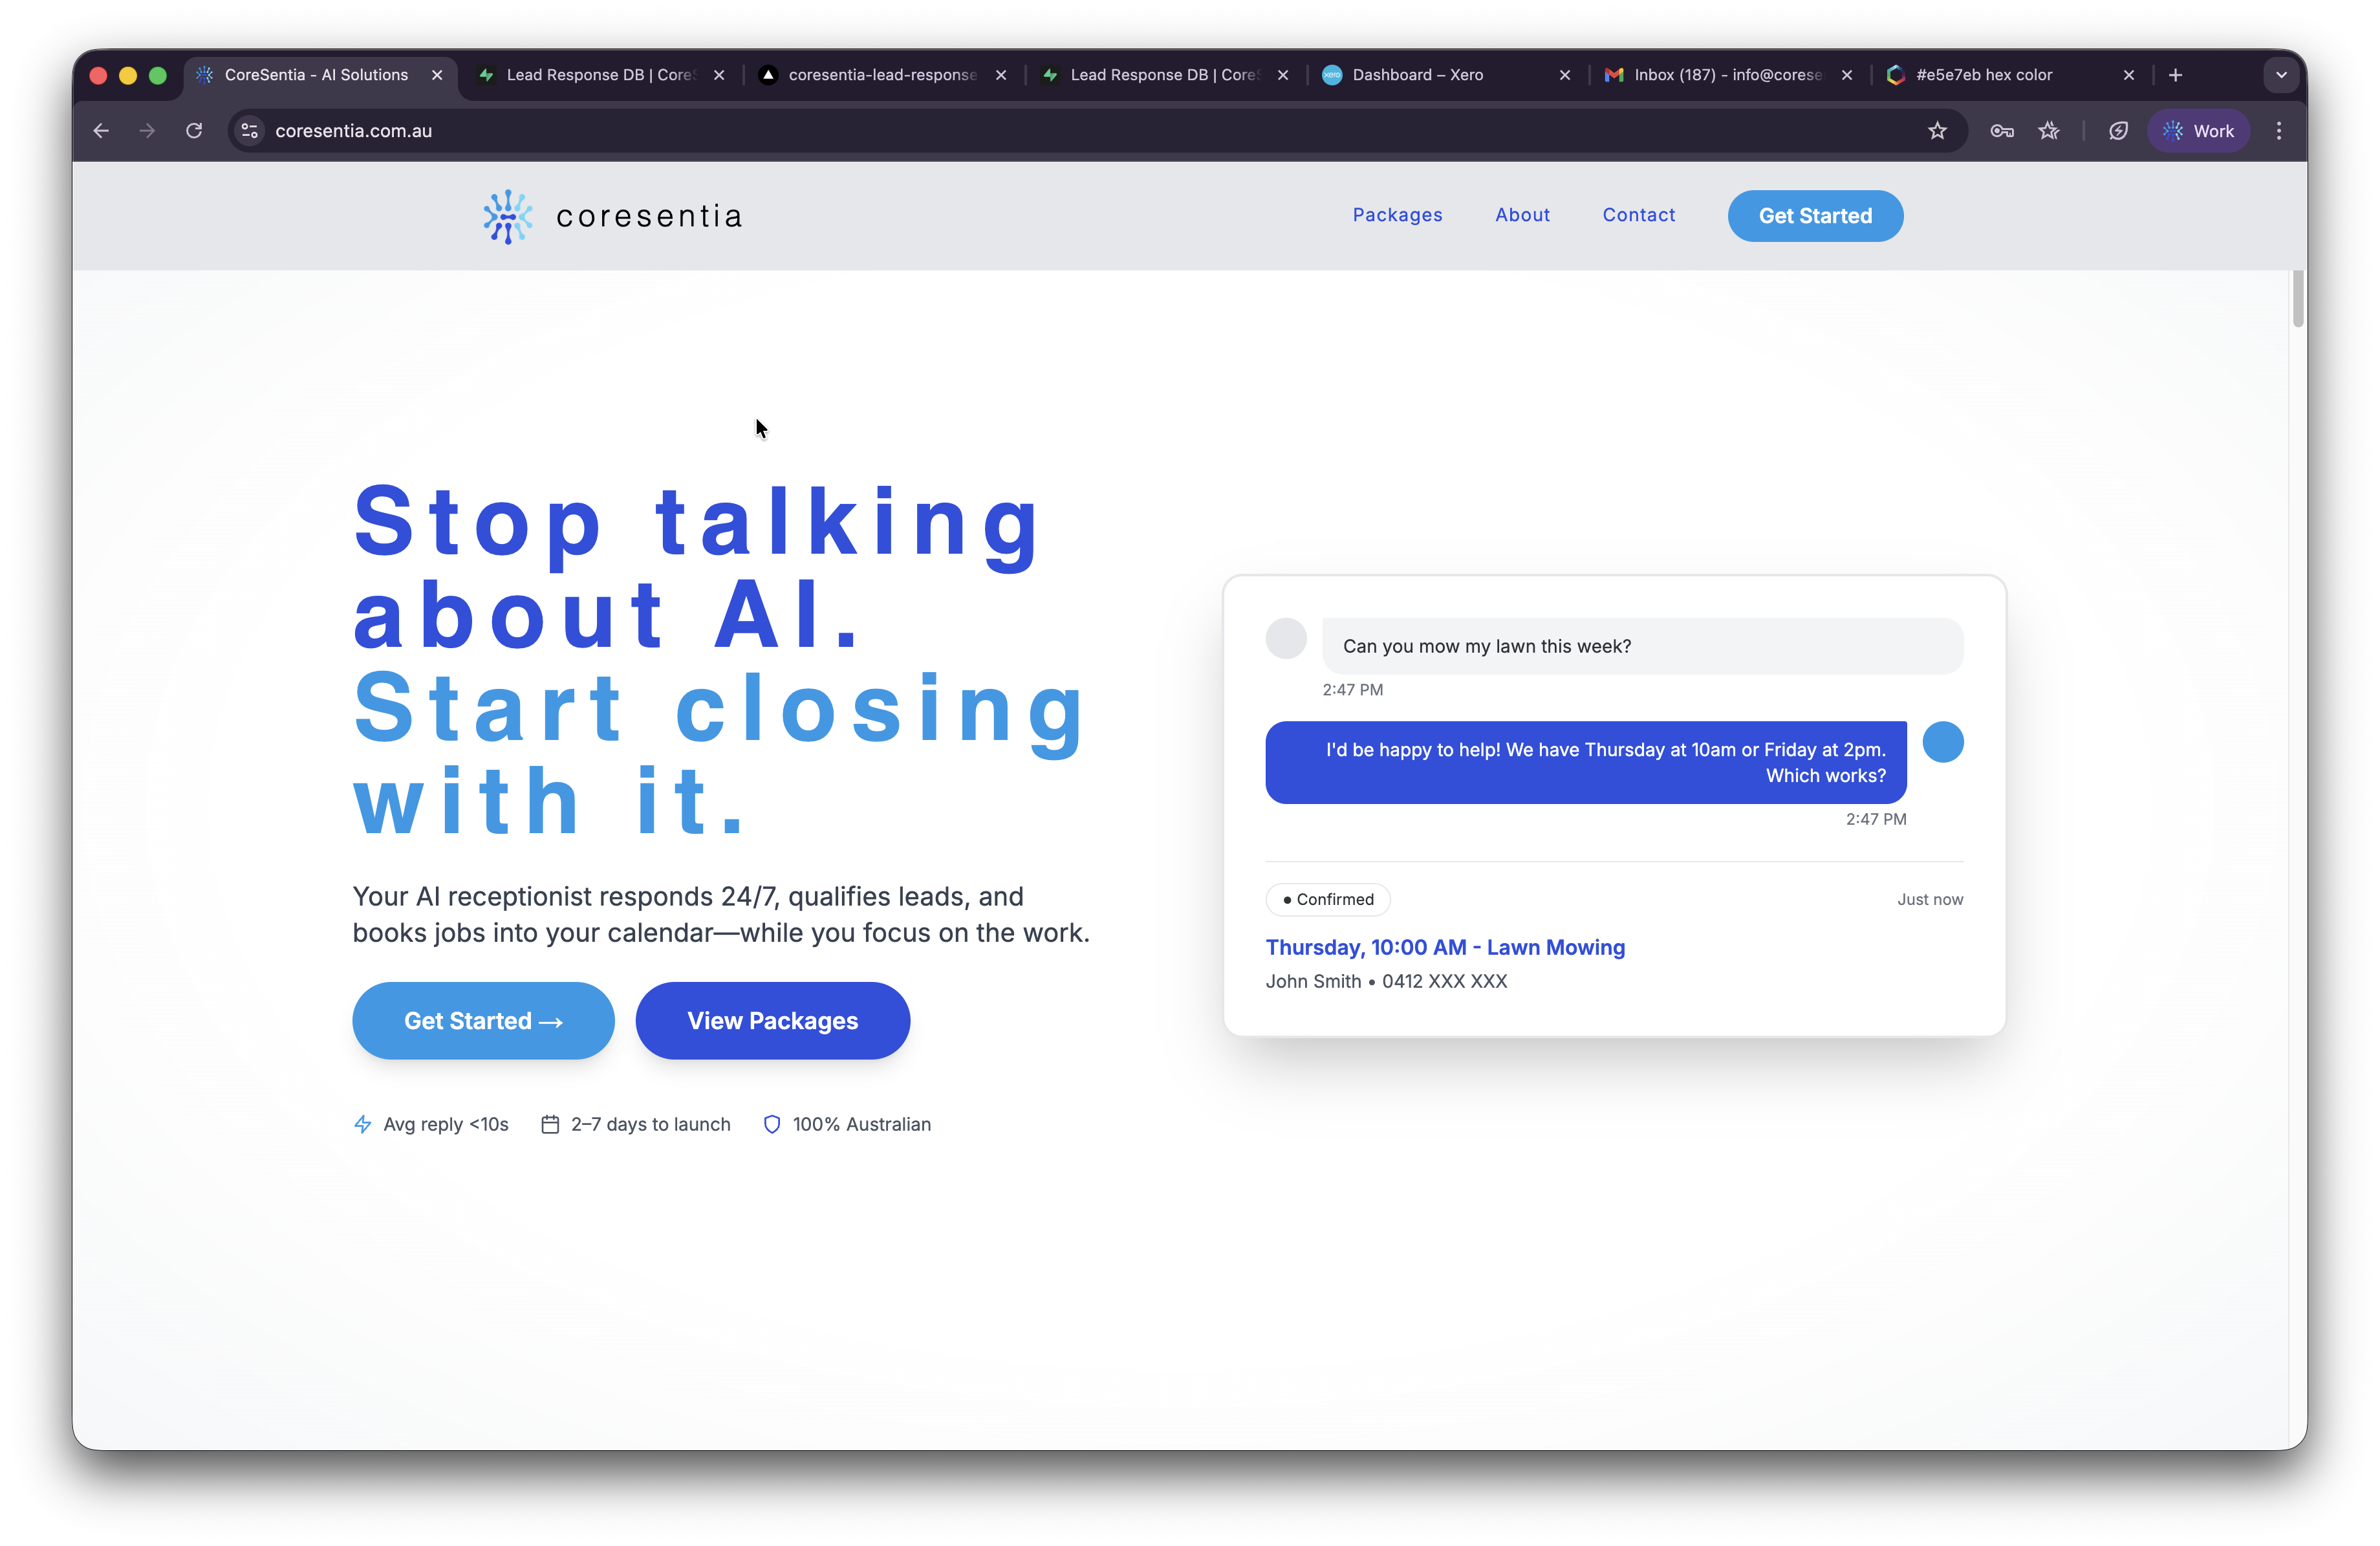 CoreSentia - AI Solutions
Lead Response DB | CoreS
coresentia-lead-response
Lead Response DB | CoreS
xero
Dashboard – Xero
Inbox (187) - info@corese
#e5e7eb hex color
coresentia.com.au
Work
coresentia
Packages
About
Contact
Get Started
Stop talking
about AI.
Start closing
with it.
Your AI receptionist responds 24/7, qualifies leads, and
books jobs into your calendar—while you focus on the work.
Get Started →
View Packages
Avg reply <10s
2–7 days to launch
100% Australian
Can you mow my lawn this week?
2:47 PM
I'd be happy to help! We have Thursday at 10am or Friday at 2pm.
Which works?
2:47 PM
● Confirmed
Just now
Thursday, 10:00 AM - Lawn Mowing
John Smith • 0412 XXX XXX